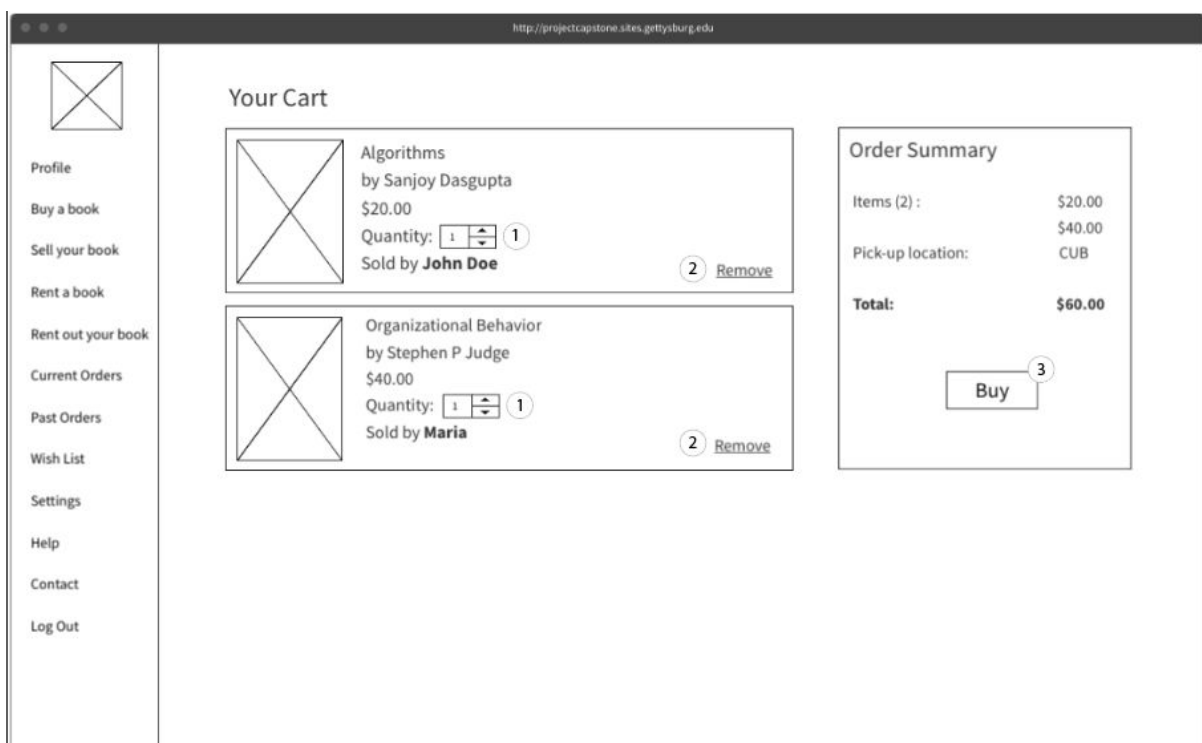 http://projectcapstone.sites.gettysburg.edu
Profile
Buy a book
Sell your book
Rent a book
Rent out your book
Current Orders
Past Orders
Wish List
Settings
Help
Contact
Log Out
Your Cart
Algorithms
by Sanjoy Dasgupta
$20.00
Quantity: 1 1
Sold by John Doe
2 Remove
Organizational Behavior
by Stephen P Judge
$40.00
Quantity: 1 1
Sold by Maria
2 Remove
Order Summary
Items (2) : $20.00
$40.00
Pick-up location: CUB
Total: $60.00
Buy 3